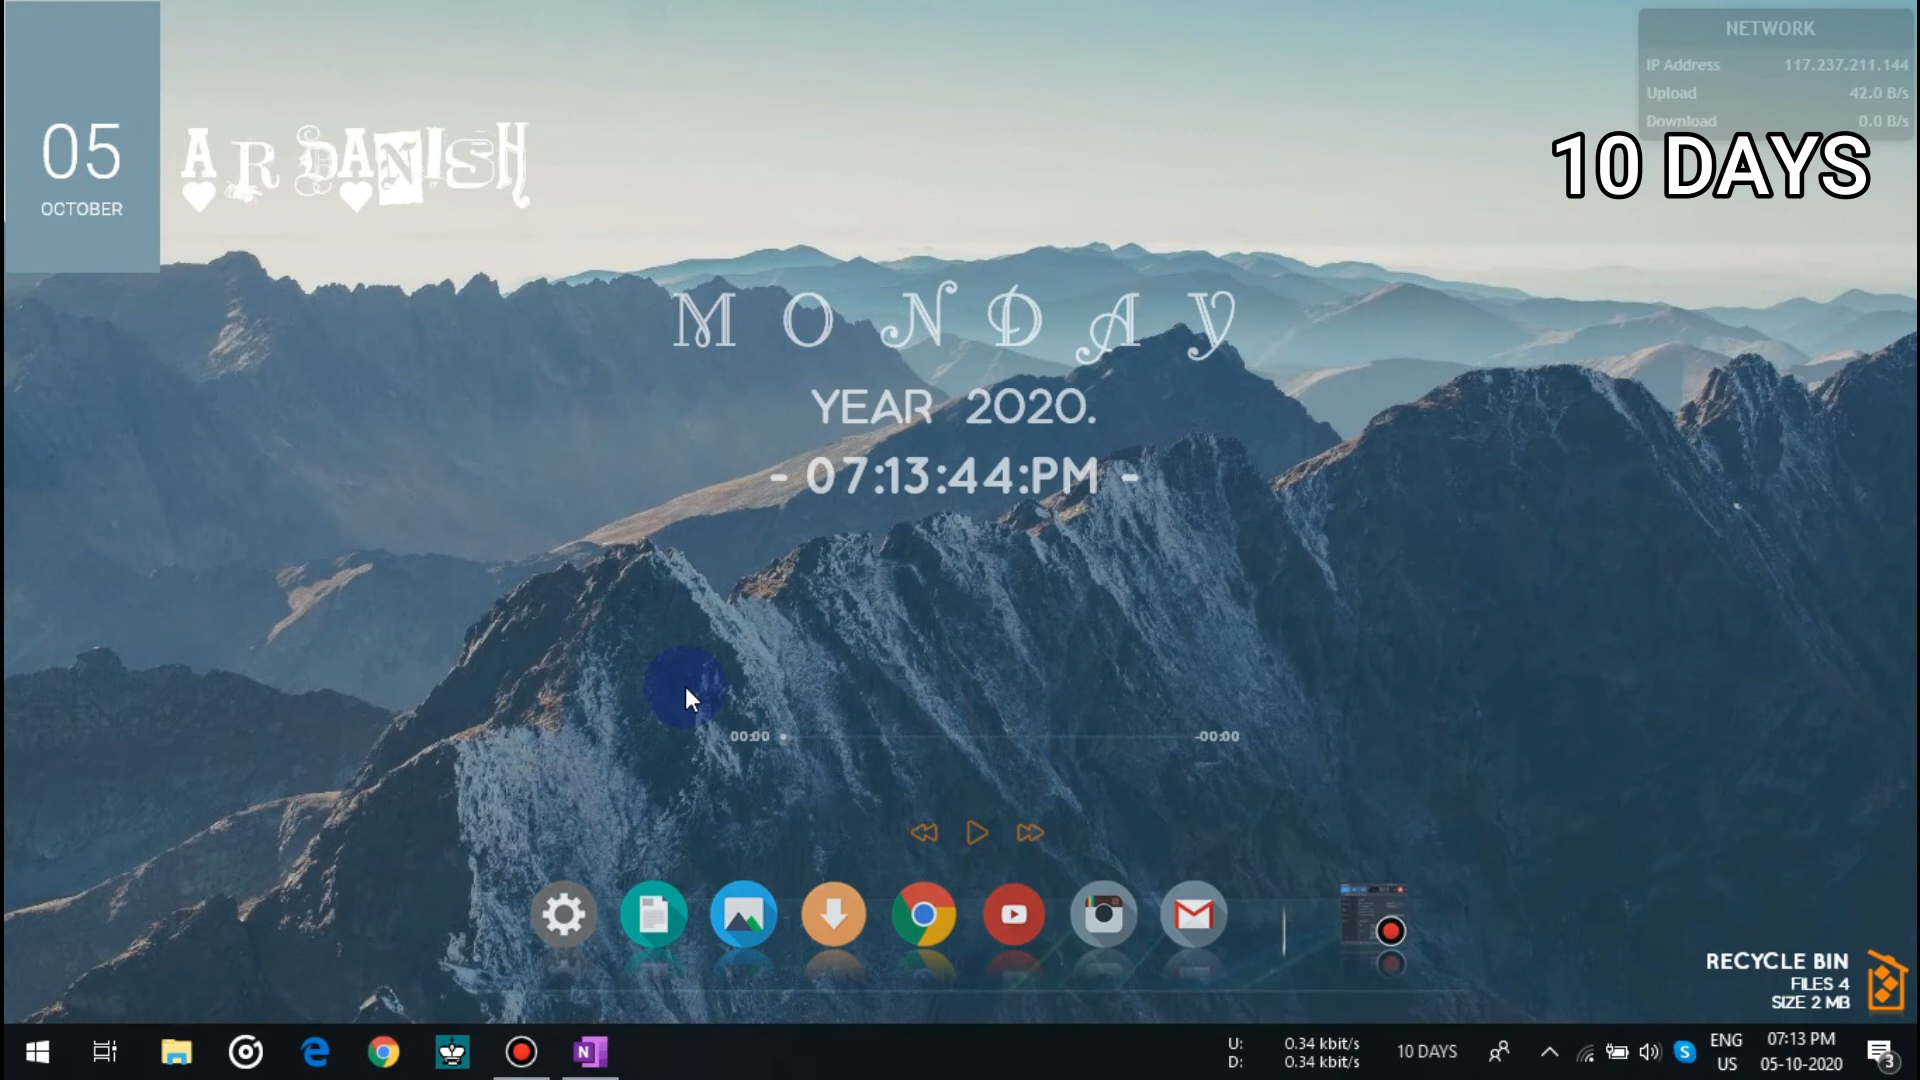 05
OCTOBER
AR DANISH
NETWORK
IP Address 117.237.211.144
Upload 42.0 B/s
Download 0.0 B/s
10 DAYS
MONDAY
YEAR 2020.
- 07:13:44:PM -
00:00 -00:00
RECYCLE BIN
FILES 4
SIZE 2 MB
N
U: 0.34 kbit/s
D: 0.34 kbit/s
10 DAYS
S
ENG
US
07:13 PM
05-10-2020
3